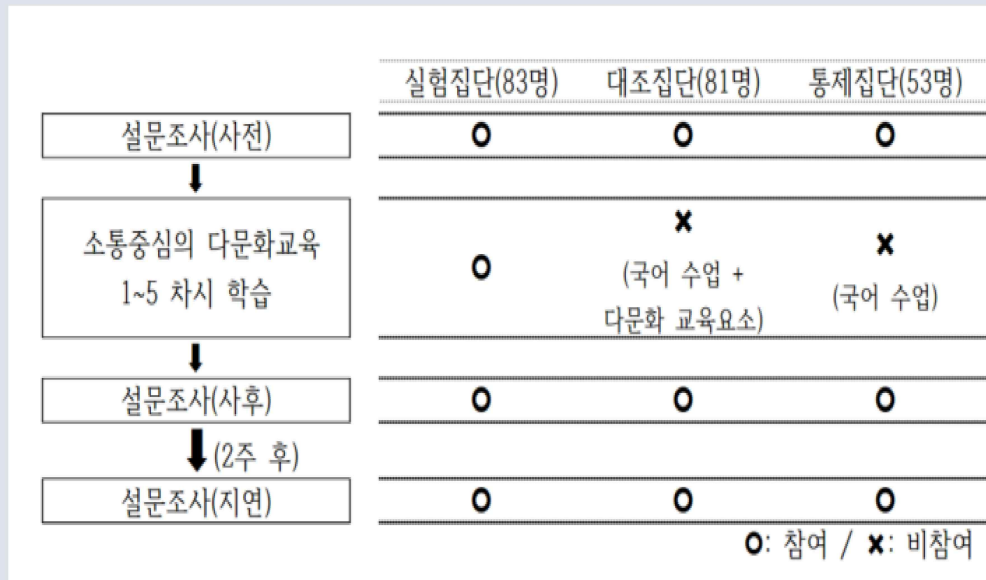 실험집단(83명) 대조집단(81명) 통제집단(53명)
설문조사(사전) O O O
소통중심의 다문화교육
1~5 차시 학습
O
×
(국어 수업 +
다문화 교육요소)
×
(국어 수업)
설문조사(사후) O O O
(2주 후)
설문조사(지연) O O O
O: 참여 / ×: 비참여